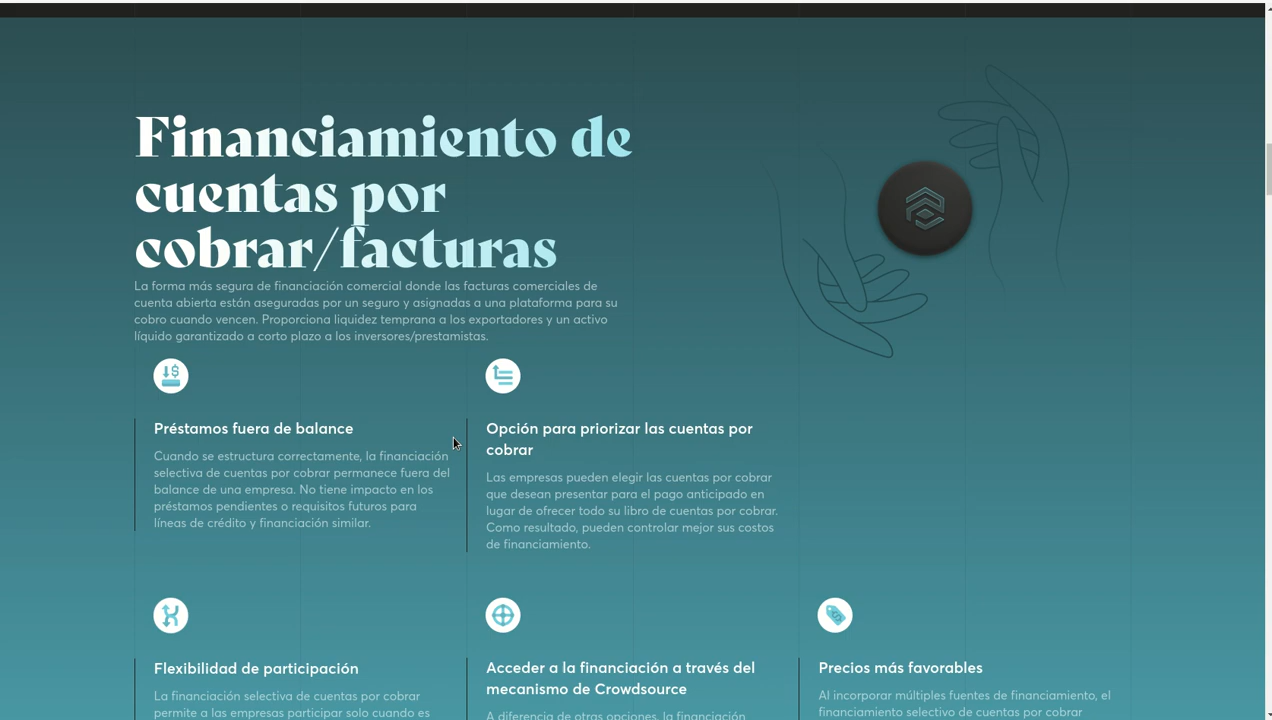 Financiamiento de
cuentas por
cobrar/facturas
La forma más segura de financiación comercial donde las facturas comerciales de
cuenta abierta están aseguradas por un seguro y asignadas a una plataforma para su
cobro cuando vencen. Proporciona liquidez temprana a los exportadores y un activo
líquido garantizado a corto plazo a los inversores/prestamistas.
Préstamos fuera de balance
Cuando se estructura correctamente, la financiación
selectiva de cuentas por cobrar permanece fuera del
balance de una empresa. No tiene impacto en los
préstamos pendientes o requisitos futuros para
líneas de crédito y financiación similar.
Opción para priorizar las cuentas por
cobrar
Las empresas pueden elegir las cuentas por cobrar
que desean presentar para el pago anticipado en
lugar de ofrecer todo su libro de cuentas por cobrar.
Como resultado, pueden controlar mejor sus costos
de financiamiento.
Flexibilidad de participación
La financiación selectiva de cuentas por cobrar
permite a las empresas participar solo cuando es
Acceder a la financiación a través del
mecanismo de Crowdsource
A diferencia de otras opciones, la financiación
Precios más favorables
Al incorporar múltiples fuentes de financiamiento, el
financiamiento selectivo de cuentas por cobrar